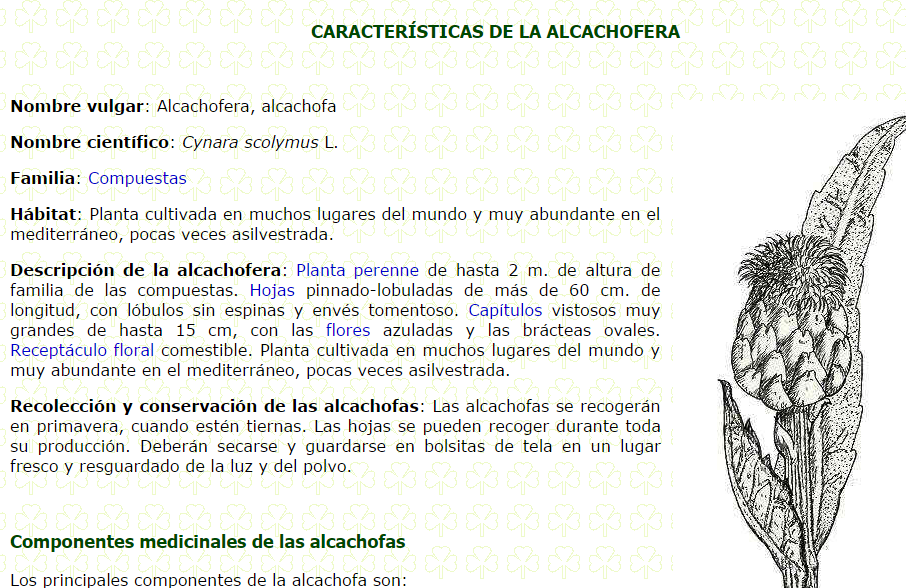 CARACTERÍSTICAS DE LA ALCACHOFERA
Nombre vulgar: Alcachofera, alcachofa
Nombre científico: Cynara scolymus L.
Familia: Compuestas
Hábitat: Planta cultivada en muchos lugares del mundo y muy abundante en el
mediterráneo, pocas veces asilvestrada.
Descripción de la alcachofera: Planta perenne de hasta 2 m. de altura de
familia de las compuestas. Hojas pinnado-lobuladas de más de 60 cm. de
longitud, con lóbulos sin espinas y envés tomentoso. Capítulos vistosos muy
grandes de hasta 15 cm, con las flores azuladas y las brácteas ovales.
Receptáculo floral comestible. Planta cultivada en muchos lugares del mundo y
muy abundante en el mediterráneo, pocas veces asilvestrada.
Recolección y conservación de las alcachofas: Las alcachofas se recogerán
en primavera, cuando estén tiernas. Las hojas se pueden recoger durante toda
su producción. Deberán secarse y guardarse en bolsitas de tela en un lugar
fresco y resguardado de la luz y del polvo.
Componentes medicinales de las alcachofas
Los principales componentes de la alcachofa son: